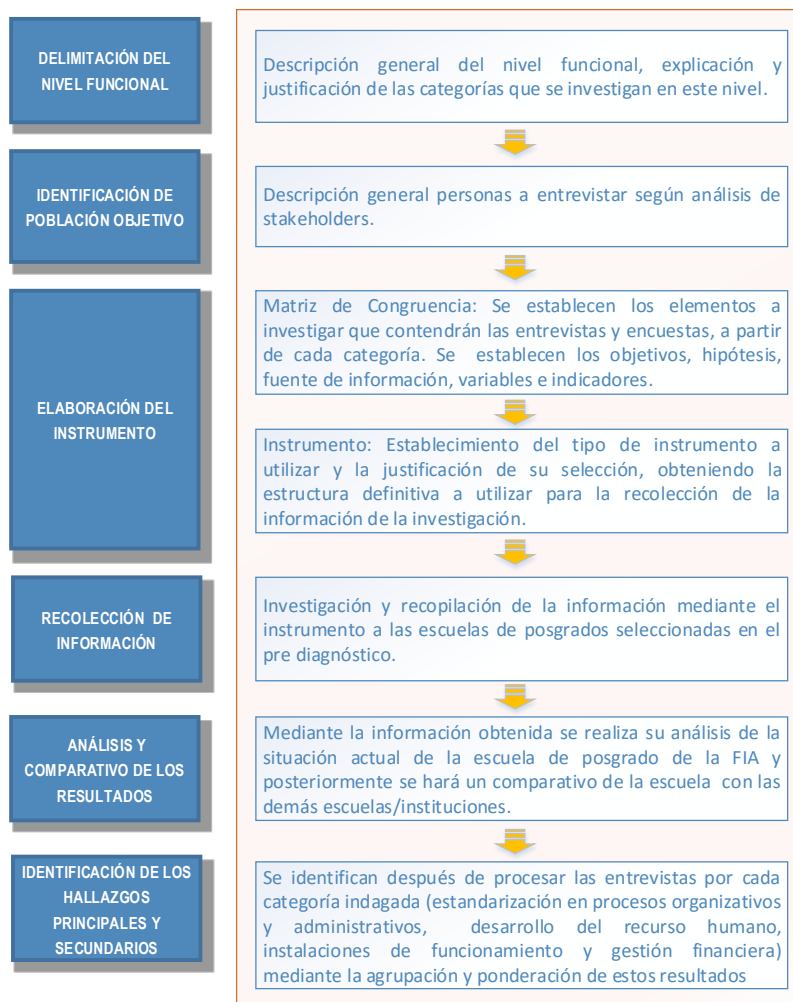 DELIMITACIÓN DEL
NIVEL FUNCIONAL
Descripción general del nivel funcional, explicación y
justificación de las categorías que se investigan en este nivel.
IDENTIFICACIÓN DE
POBLACIÓN OBJETIVO
Descripción general personas a entrevistar según análisis de
stakeholders.
ELABORACIÓN DEL
INSTRUMENTO
Matriz de Congruencia: Se establecen los elementos a
investigar que contendrán las entrevistas y encuestas, a partir
de cada categoría. Se establecen los objetivos, hipótesis,
fuente de información, variables e indicadores.
Instrumento: Establecimiento del tipo de instrumento a
utilizar y la justificación de su selección, obteniendo la
estructura definitiva a utilizar para la recolección de la
información de la investigación.
RECOLECCIÓN DE
INFORMACIÓN
Investigación y recopilación de la información mediante el
instrumento a las escuelas de posgrados seleccionadas en el
pre diagnóstico.
ANÁLISIS Y
COMPARATIVO DE LOS
RESULTADOS
Mediante la información obtenida se realiza su análisis de la
situación actual de la escuela de posgrado de la FIA y
posteriormente se hará un comparativo de la escuela con las
demás escuelas/instituciones.
IDENTIFICACIÓN DE LOS
HALLAZGOS
PRINCIPALES Y
SECUNDARIOS
Se identifican después de procesar las entrevistas por cada
categoría indagada (estandarización en procesos organizativos
y administrativos, desarrollo del recurso humano,
instalaciones de funcionamiento y gestión financiera)
mediante la agrupación y ponderación de estos resultados